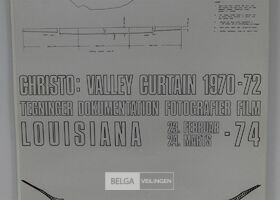 CHRISTO: VALLEY CURTAIN 1970-72
TEGNINGER DOKUMENTATION FOTOGRAFIER FILM
LOUISIANA 23. FEBRUAR 24. MARTS -74
BELGA VEILINGEN